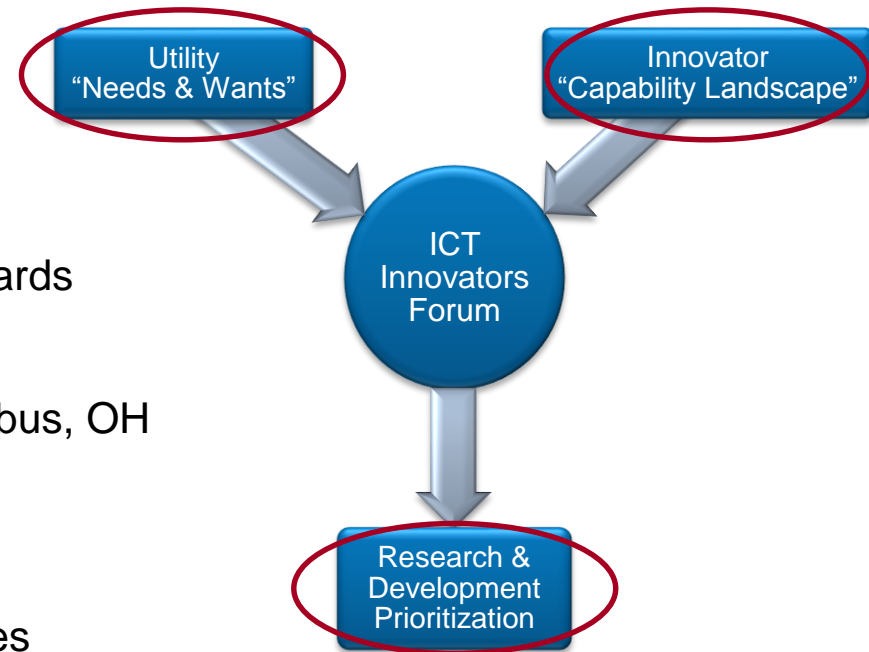 Utility
“Needs & Wants”
Innovator
“Capability Landscape”
ICT
Innovators
Forum
ards
bus, OH
Research &
Development
Prioritization
es